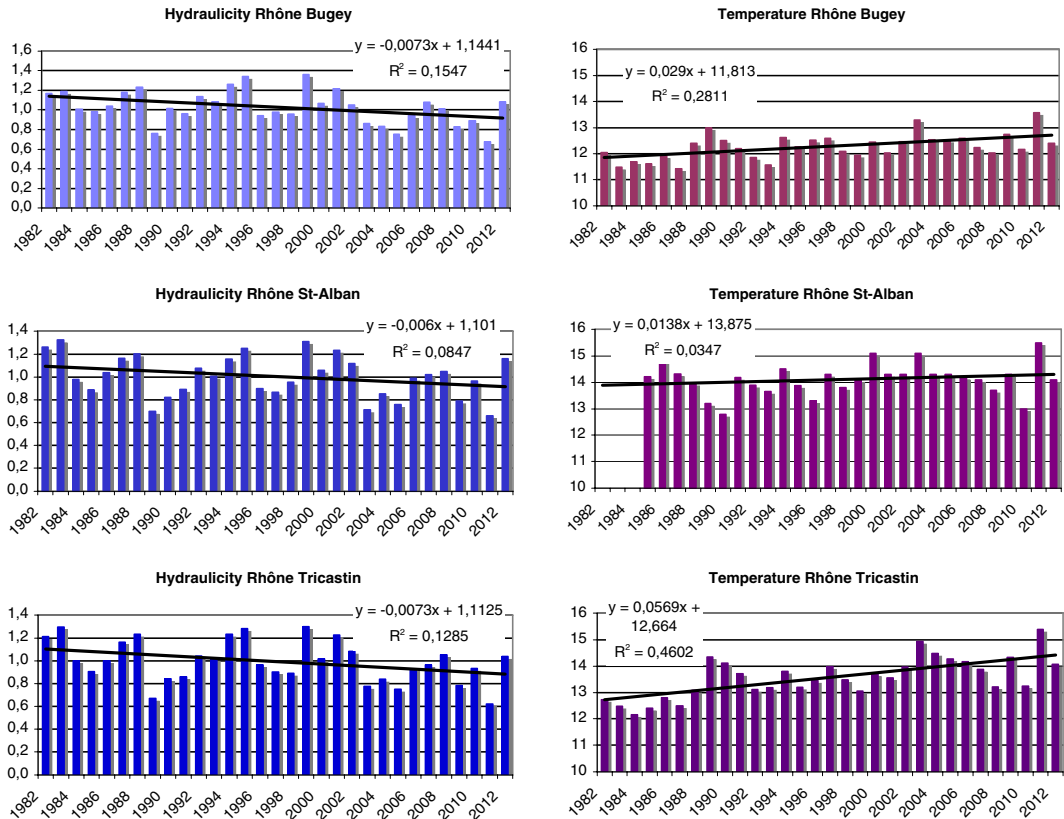 Hydraulicity Rhône Bugey
y = -0,0073x + 1,1441
R² = 0,1547
1,6
1,4
1,2
1,0
0,8
0,6
0,4
0,2
0,0
1982 1984 1986 1988 1990 1992 1994 1996 1998 2000 2002 2004 2006 2008 2010 2012
Temperature Rhône Bugey
y = 0,029x + 11,813
R² = 0,2811
16
15
14
13
12
11
10
1982 1984 1986 1988 1990 1992 1994 1996 1998 2000 2002 2004 2006 2008 2010 2012
Hydraulicity Rhône St-Alban
y = -0,006x + 1,101
R² = 0,0847
1,4
1,2
1,0
0,8
0,6
0,4
0,2
0,0
1982 1984 1986 1988 1990 1992 1994 1996 1998 2000 2002 2004 2006 2008 2010 2012
Temperature Rhône St-Alban
y = 0,0138x + 13,875
R² = 0,0347
16
15
14
13
12
11
10
1982 1984 1986 1988 1990 1992 1994 1996 1998 2000 2002 2004 2006 2008 2010 2012
Hydraulicity Rhône Tricastin
y = -0,0073x + 1,1125
R² = 0,1285
1,4
1,2
1,0
0,8
0,6
0,4
0,2
0,0
1982 1984 1986 1988 1990 1992 1994 1996 1998 2000 2002 2004 2006 2008 2010 2012
Temperature Rhône Tricastin
y = 0,0569x +
12,664
R² = 0,4602
16
15
14
13
12
11
10
1982 1984 1986 1988 1990 1992 1994 1996 1998 2000 2002 2004 2006 2008 2010 2012